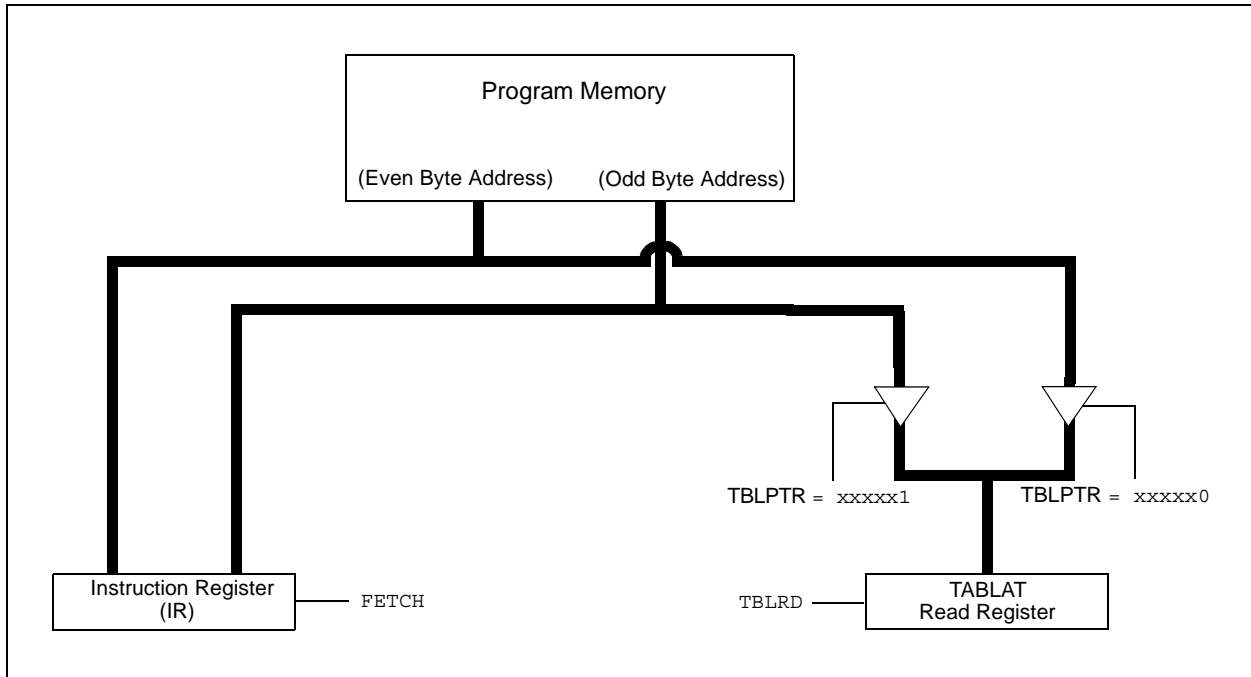 Program Memory
(Even Byte Address)
(Odd Byte Address)
TBLPTR = xxxxx1
TBLPTR = xxxxx0
Instruction Register
(IR)
FETCH
TBLRD
TABLAT
Read Register